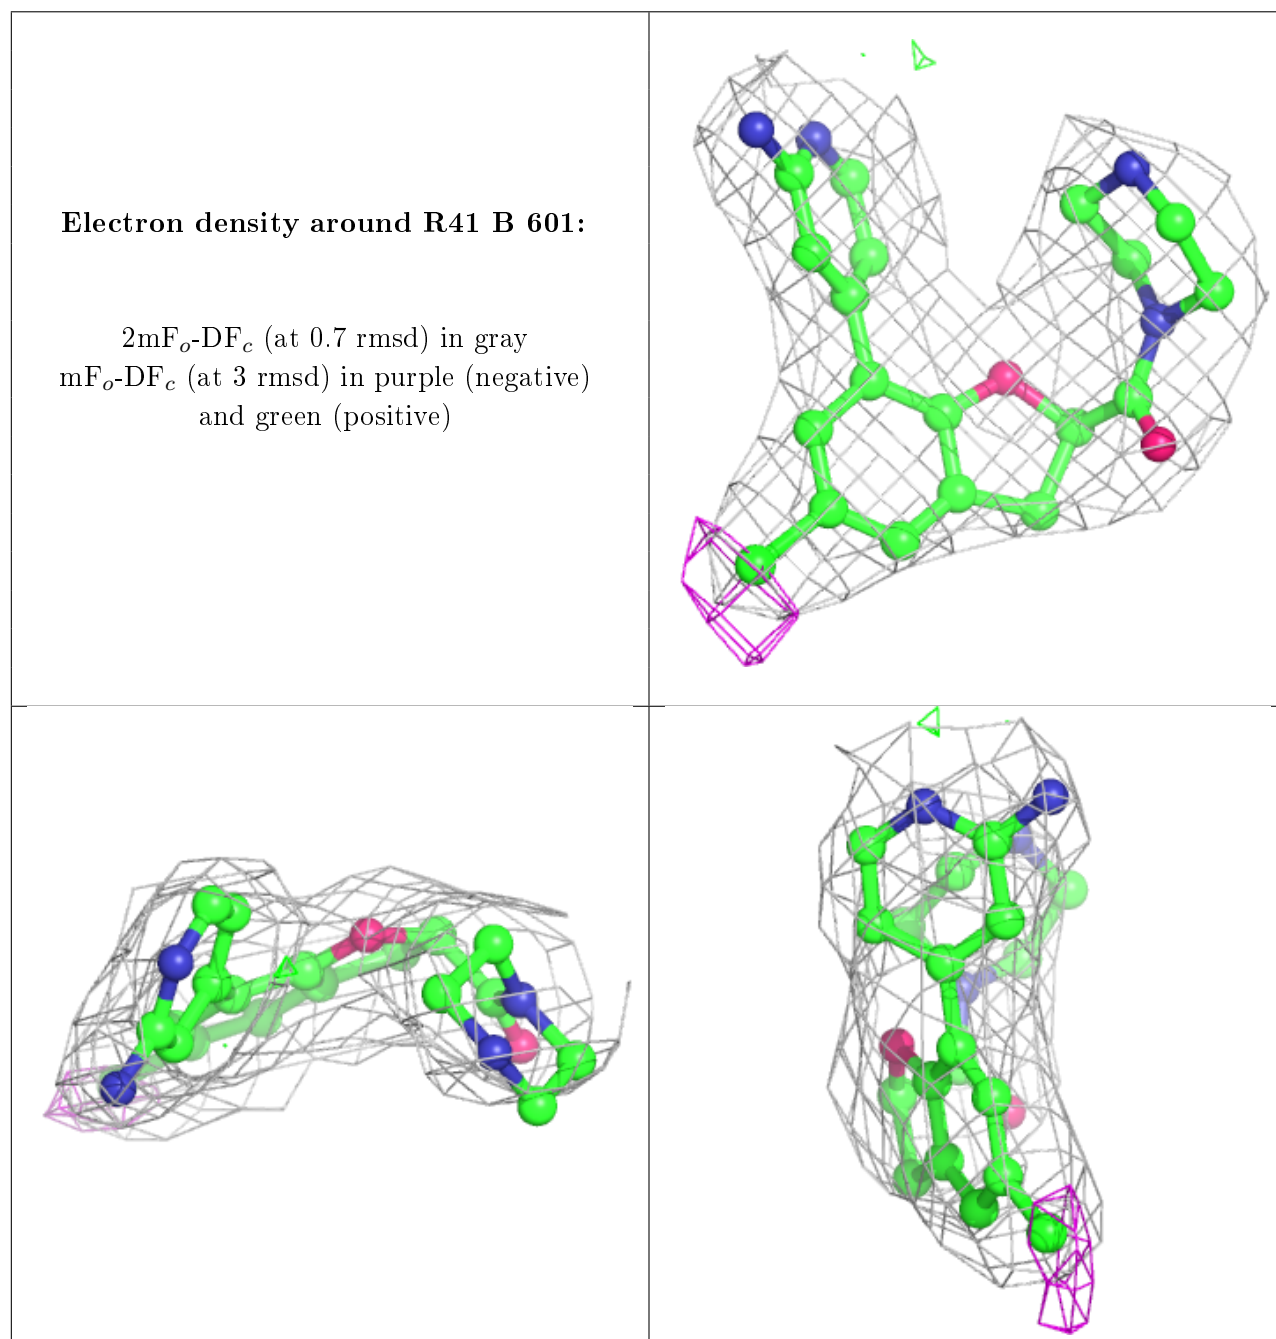 Electron density around R41 B 601:
2mFₒ-DF𝑐 (at 0.7 rmsd) in gray
mFₒ-DF𝑐 (at 3 rmsd) in purple (negative)
and green (positive)